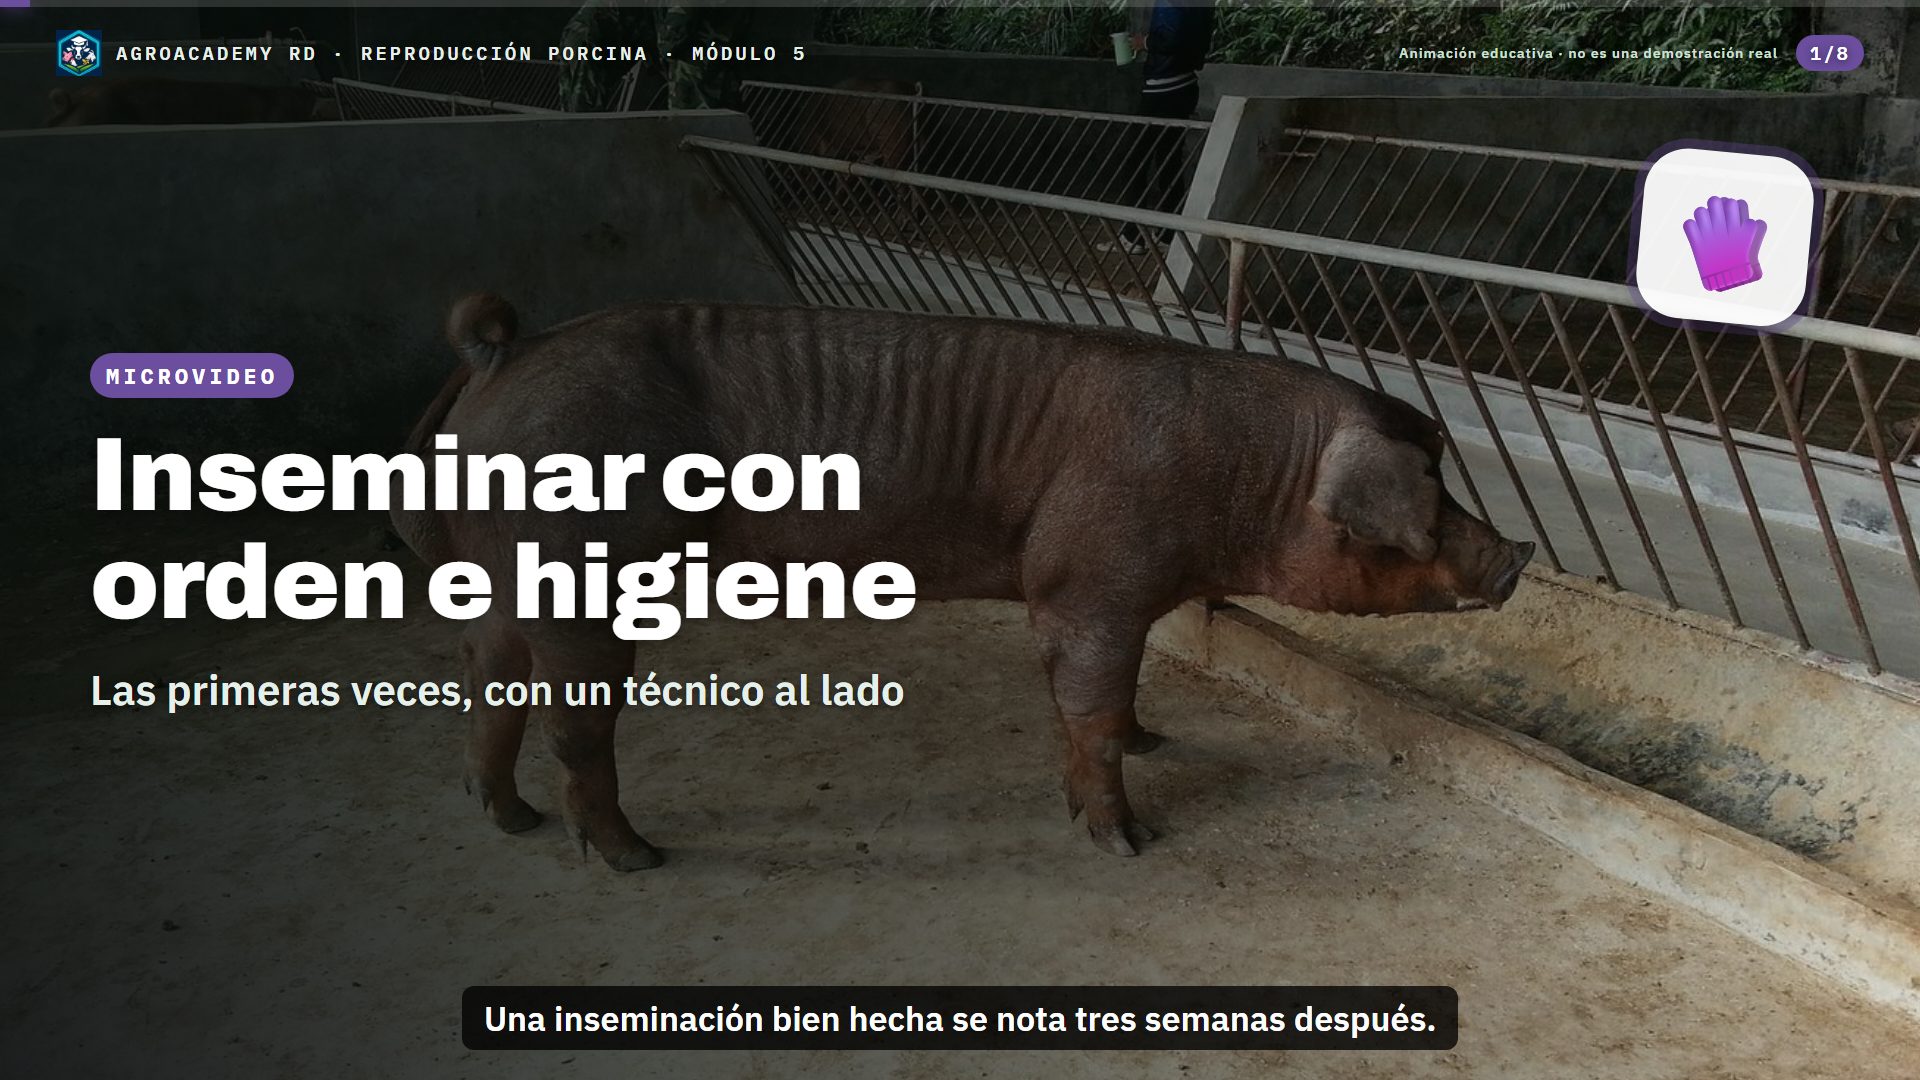 AGROACADEMY RD · REPRODUCCIÓN PORCINA · MÓDULO 5
Animación educativa · no es una demostración real
1/8
MICROVIDEO
Inseminar con
orden e higiene
Las primeras veces, con un técnico al lado
Una inseminación bien hecha se nota tres semanas después.